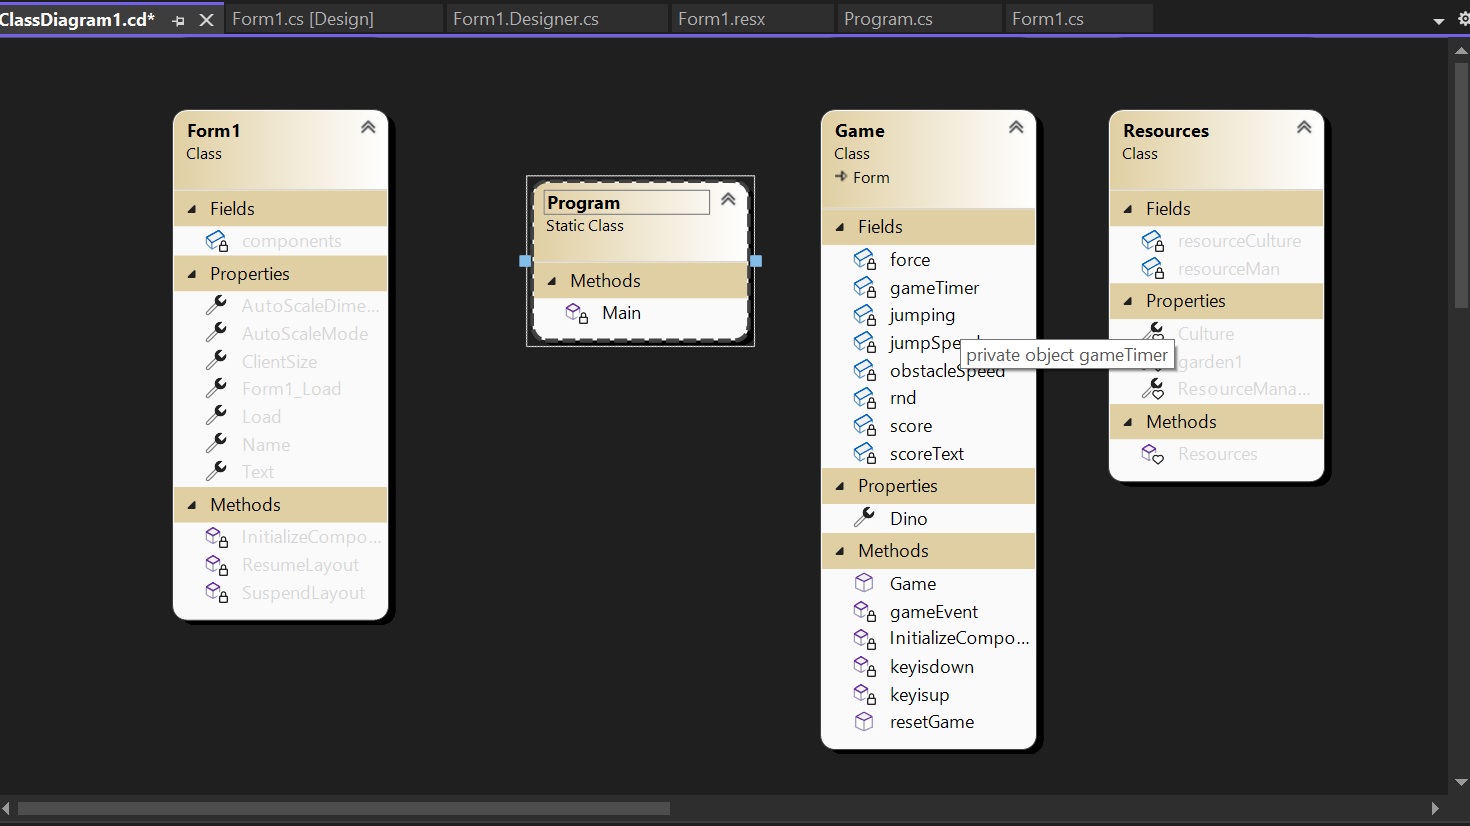 ClassDiagram1.cd*
Form1.cs [Design]
Form1.Designer.cs
Form1.resx
Program.cs
Form1.cs
Form1
Class
Fields
components
Properties
AutoScaleDime...
AutoScaleMode
ClientSize
Form1_Load
Load
Name
Text
Methods
InitializeCompo...
ResumeLayout
SuspendLayout
Program
Static Class
Methods
Main
Game
Class
Form
Fields
force
gameTimer
jumping
jumpSpeed
private object gameTimer
obstacleSpeed
rnd
score
scoreText
Properties
Dino
Methods
Game
gameEvent
InitializeCompo...
keyisdown
keyisup
resetGame
Resources
Class
Fields
resourceCulture
resourceMan
Properties
Culture
garden1
ResourceMana...
Methods
Resources